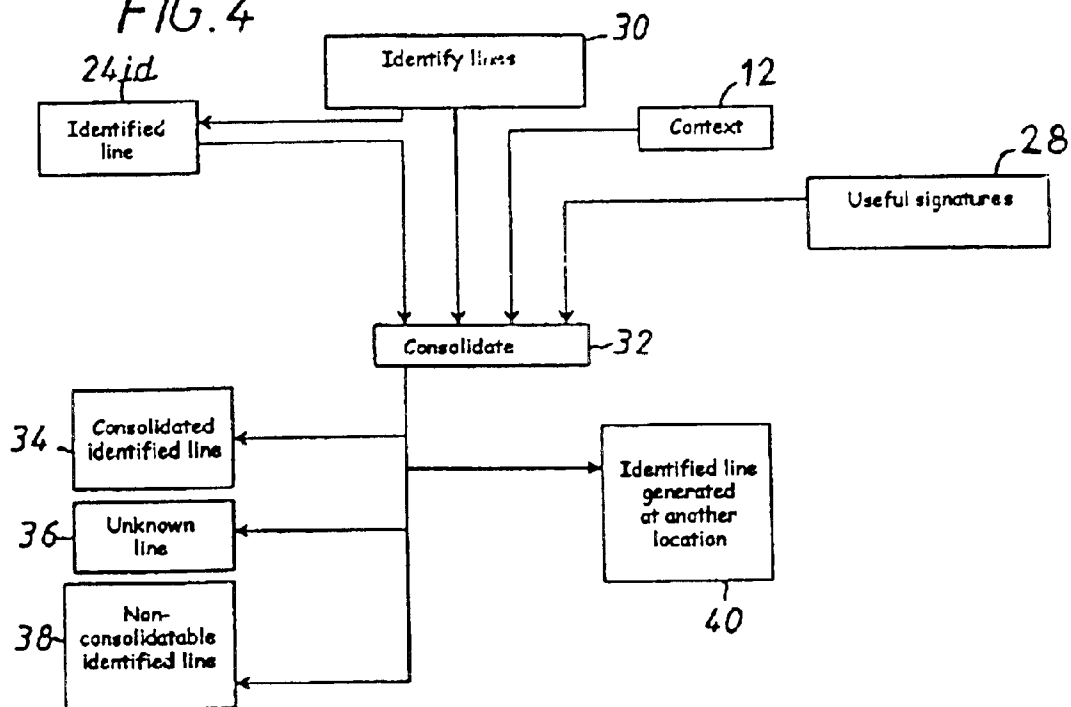 FIG. 4
30
Identify lines
24id
Identified
line
12
Context
28
Useful signatures
Consolidate
32
34
Consolidated
identified line
36
Unknown
line
38
Non-
consolidatable
identified line
Identified line
generated
at another
location
40